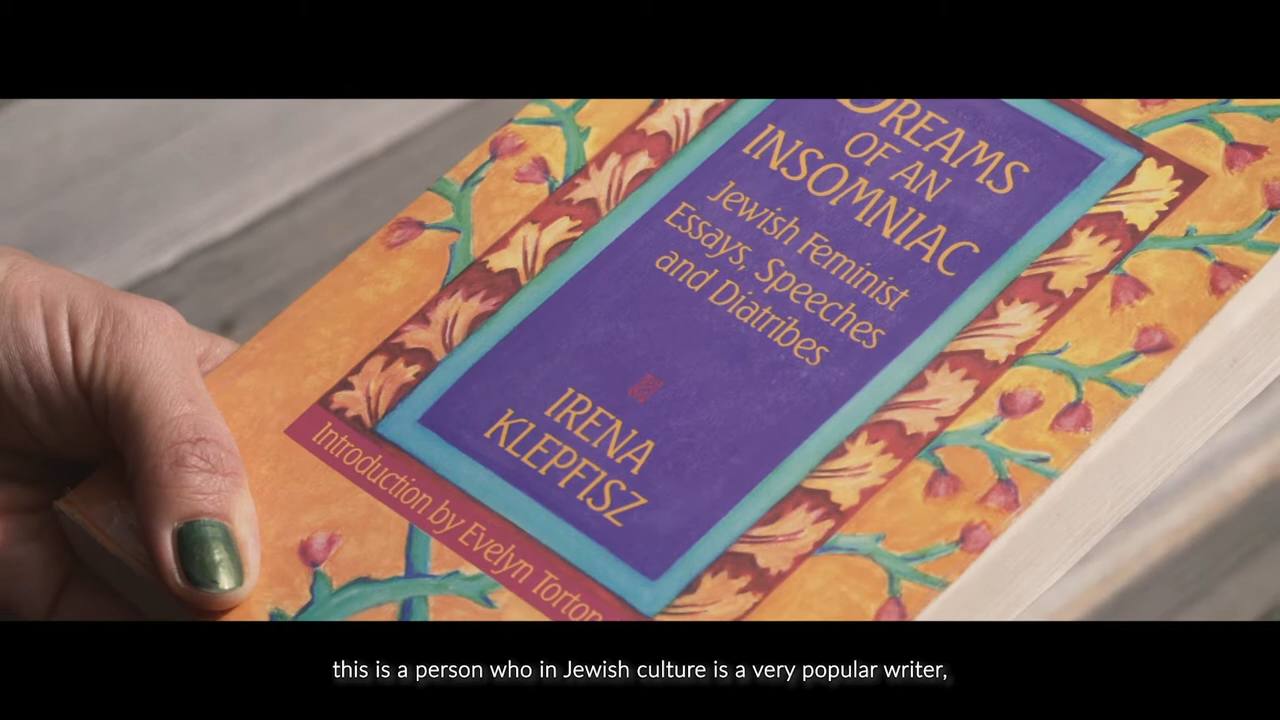 DREAMS
OF AN
INSOMNIAC
Jewish Feminist
Essays, Speeches
and Diatribes
IRENA
KLEPFISZ
Introduction by Evelyn Torton
this is a person who in Jewish culture is a very popular writer,